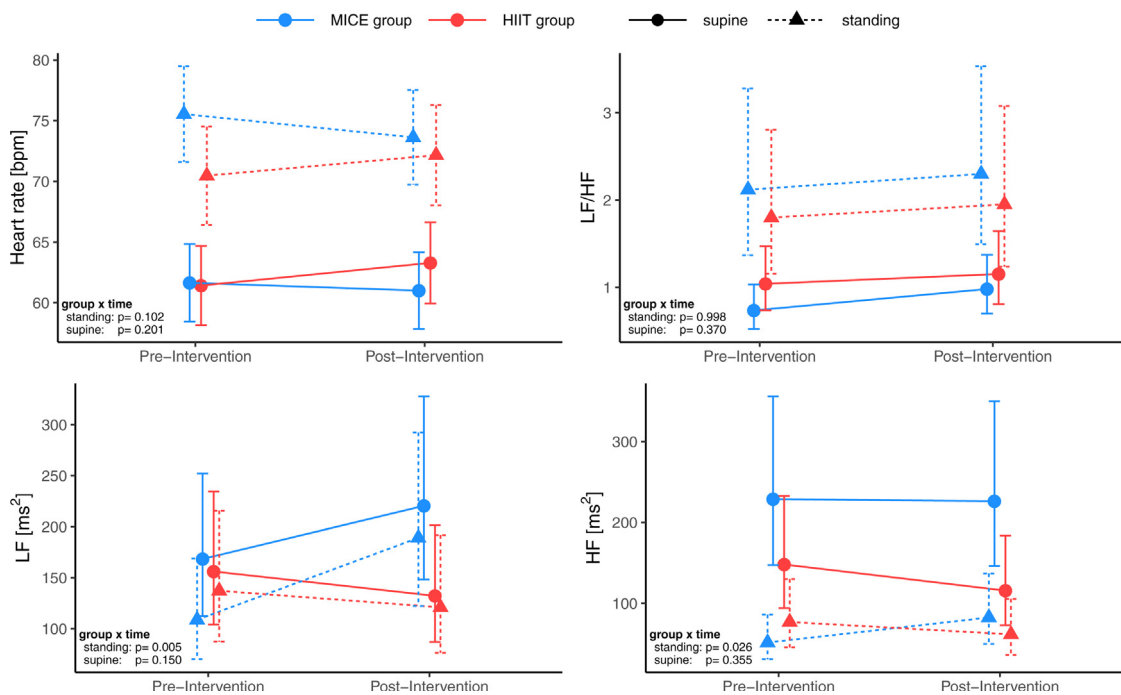 MICE group HIIT group supine standing
Heart rate [bpm]
80
75
70
65
60
group x time
standing: p= 0.102
supine: p= 0.201
Pre−Intervention Post−Intervention
LF/HF
3
2
1
group x time
standing: p= 0.998
supine: p= 0.370
Pre−Intervention Post−Intervention
LF [ms²]
300
250
200
150
100
group x time
standing: p= 0.005
supine: p= 0.150
Pre−Intervention Post−Intervention
HF [ms²]
300
200
100
group x time
standing: p= 0.026
supine: p= 0.355
Pre−Intervention Post−Intervention